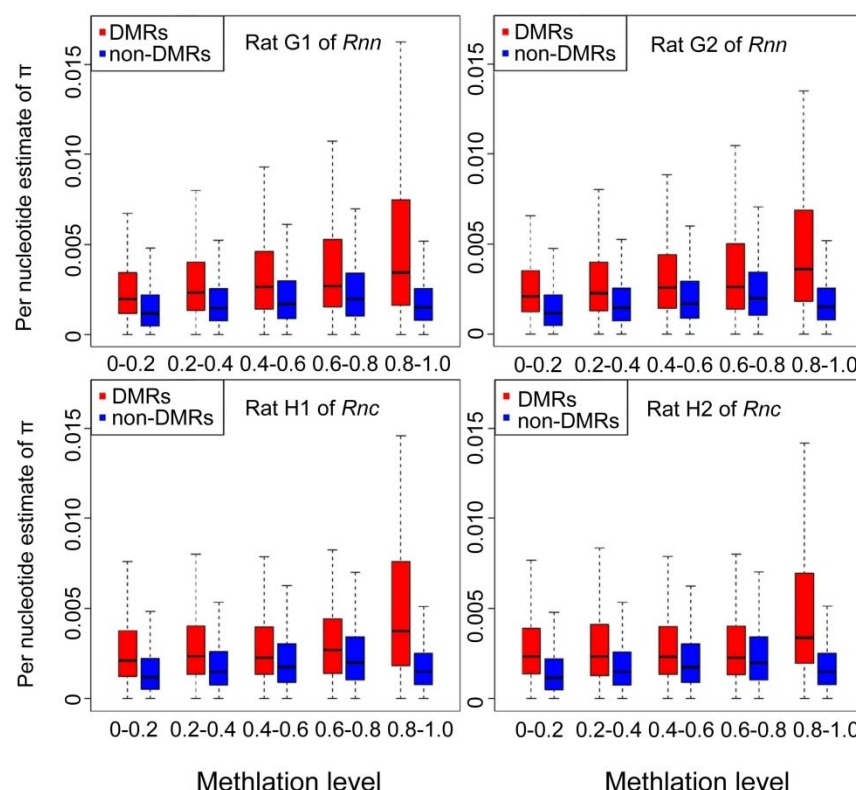 DMRs
non-DMRs
Rat G1 of Rnn
Per nucleotide estimate of π
0.015
0.010
0.005
0
0-0.2 0.2-0.4 0.4-0.6 0.6-0.8 0.8-1.0
DMRs
non-DMRs
Rat G2 of Rnn
0.015
0.010
0.005
0
0-0.2 0.2-0.4 0.4-0.6 0.6-0.8 0.8-1.0
DMRs
non-DMRs
Rat H1 of Rnc
Per nucleotide estimate of π
0.015
0.010
0.005
0
0-0.2 0.2-0.4 0.4-0.6 0.6-0.8 0.8-1.0
Methlation level
DMRs
non-DMRs
Rat H2 of Rnc
0.015
0.010
0.005
0
0-0.2 0.2-0.4 0.4-0.6 0.6-0.8 0.8-1.0
Methlation level